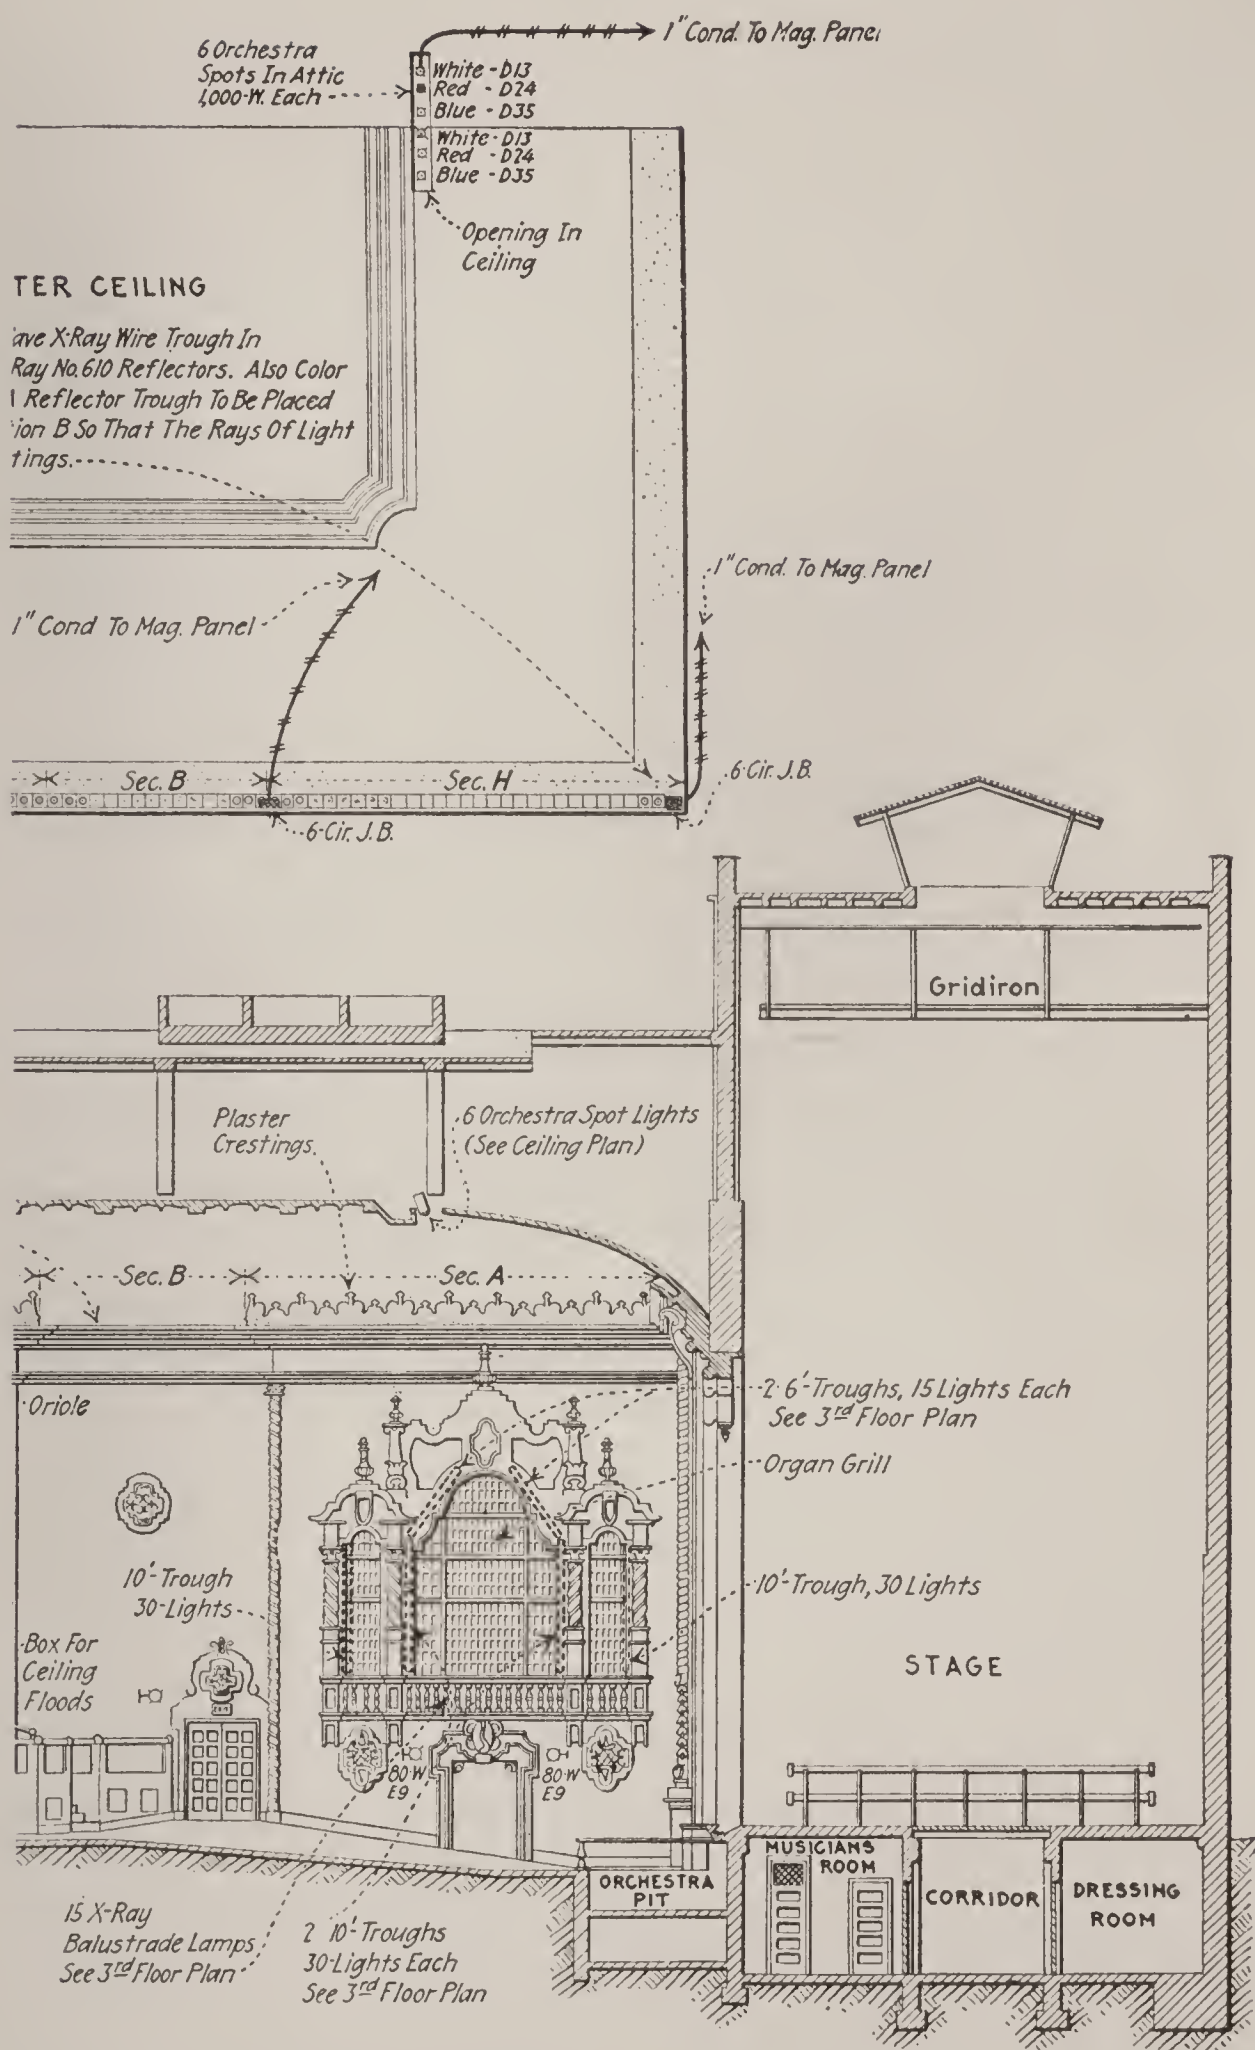 1" Cond. To Mag. Panel
6 Orchestra
Spots In Attic
1,000-W. Each
White - D13
Red - D24
Blue - D35
White - D13
Red - D24
Blue - D35
Opening In
Ceiling
TER CEILING
ave X-Ray Wire Trough In
Ray No. 610 Reflectors. Also Color
l Reflector Trough To Be Placed
ion B So That The Rays Of Light
tings.
1" Cond. To Mag. Panel
1" Cond To Mag. Panel
Sec. B
Sec. H
6-Cir. J.B.
6-Cir. J.B.
Gridiron
Plaster
Crestings.
6 Orchestra Spot Lights
(See Ceiling Plan)
Sec. B
Sec. A
Oriole
2-6'-Troughs, 15 Lights Each
See 3rd Floor Plan
Organ Grill
10'-Trough
30-Lights
10'-Trough, 30 Lights
Box For
Ceiling
Floods
STAGE
80-W
E9
80-W
E9
MUSICIANS
ROOM
ORCHESTRA
PIT
CORRIDOR
DRESSING
ROOM
15 X-Ray
Balustrade Lamps
See 3rd Floor Plan
2 10'-Troughs
30-Lights Each
See 3rd Floor Plan